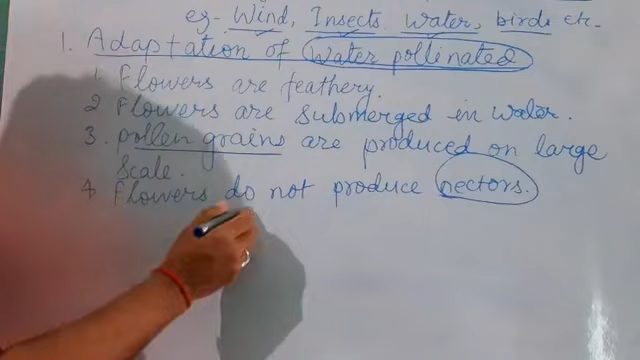 eg- Wind, Insects Water, birds etc.
1. Adaptation of Water pollinated
1. Flowers are feathery.
2 Flowers are submerged in water.
3. pollen grains are produced on large
scale.
4 Flowers do not produce nectors.